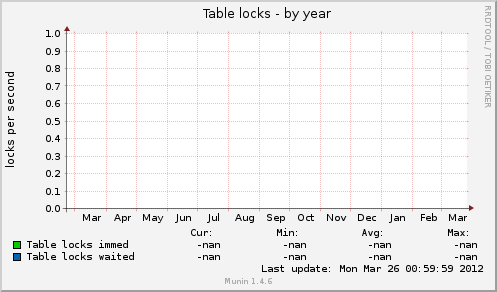 Table locks - by year
RRDTOOL / TOBI OETIKER
locks per second
1.0
0.9
0.8
0.7
0.6
0.5
0.4
0.3
0.2
0.1
0.0
Mar Apr May Jun Jul Aug Sep Oct Nov Dec Jan Feb Mar
Cur: Min: Avg: Max:
Table locks immed -nan -nan -nan -nan
Table locks waited -nan -nan -nan -nan
Last update: Mon Mar 26 00:59:59 2012
Munin 1.4.6